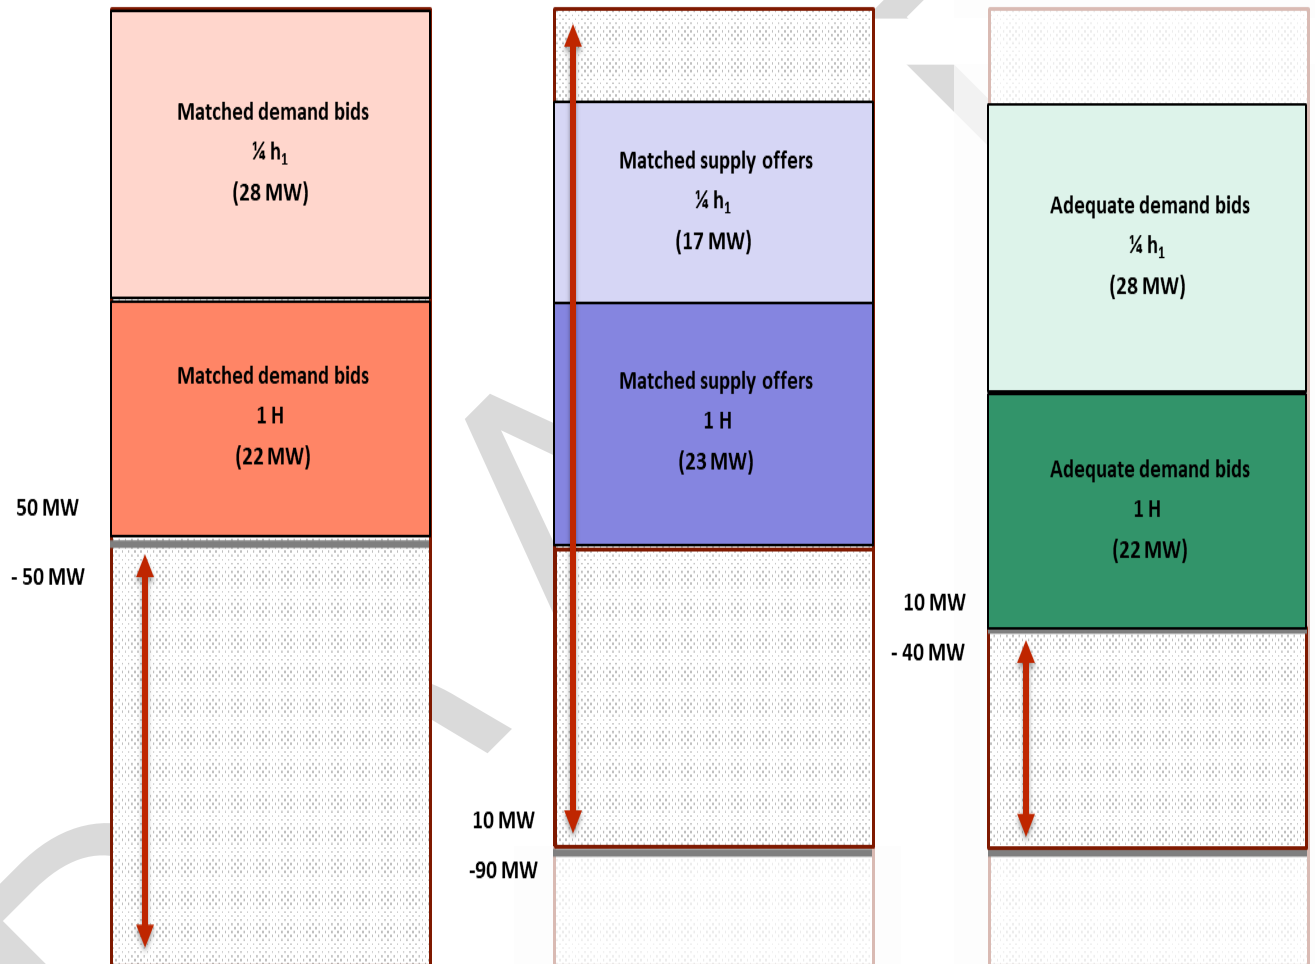 Matched demand bids
¼ h₁
(28 MW)
Matched demand bids
1 H
(22 MW)
50 MW
- 50 MW
Matched supply offers
¼ h₁
(17 MW)
Matched supply offers
1 H
(23 MW)
10 MW
-90 MW
Adequate demand bids
¼ h₁
(28 MW)
Adequate demand bids
1 H
(22 MW)
10 MW
- 40 MW